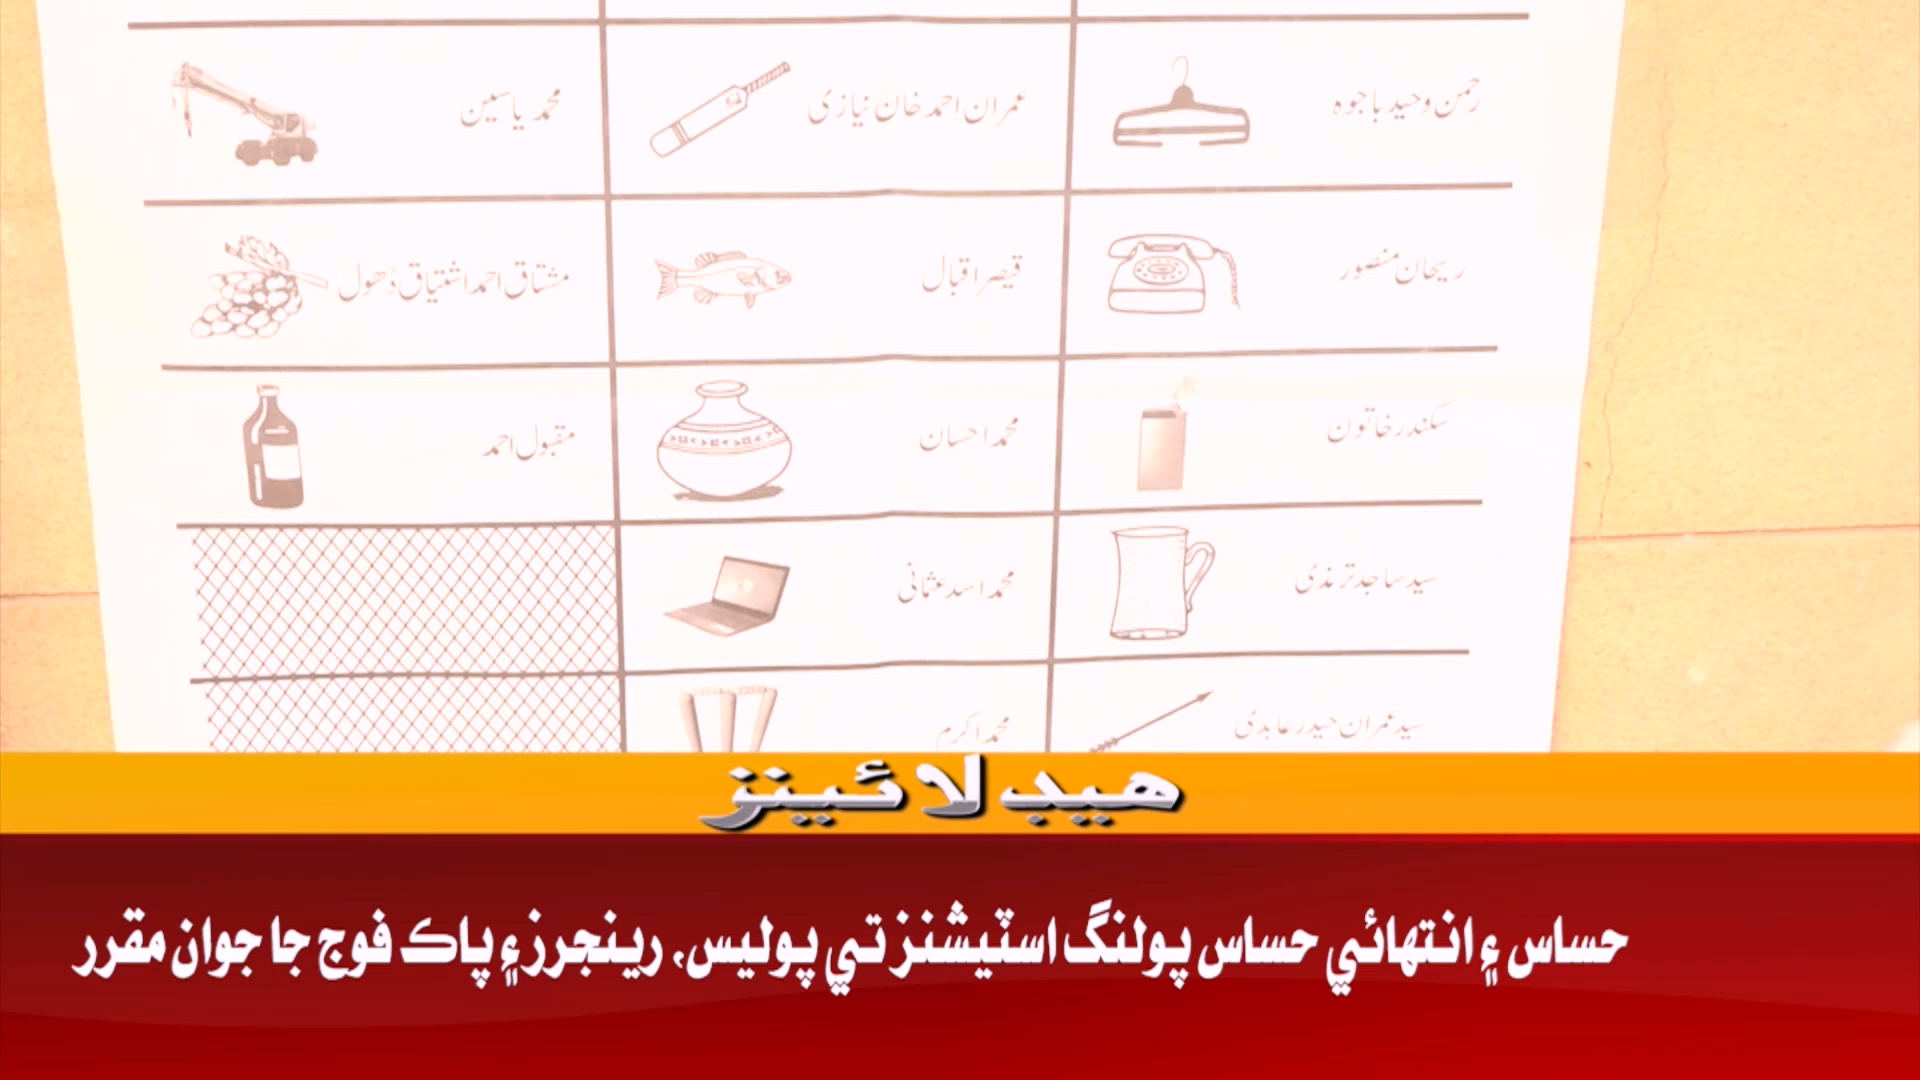 رحمن وحید باجوہ
عمران احمد خان نیازی
محمد یاسین
ریحان منصور
قیصر اقبال
مشتاق احمد اشتیاق دھول
سکندر خاتون
محمد احسان
مقبول احمد
سید ساجد ترمذی
محمد اسد عثمانی
سید عمران حیدر عابدی
محمد اکرم
هيڊ لائينز
حساس ۽ انتهائي حساس پولنگ اسٽيشنز تي پوليس، رينجرز ۽ پاڪ فوج جا جوان مقرر